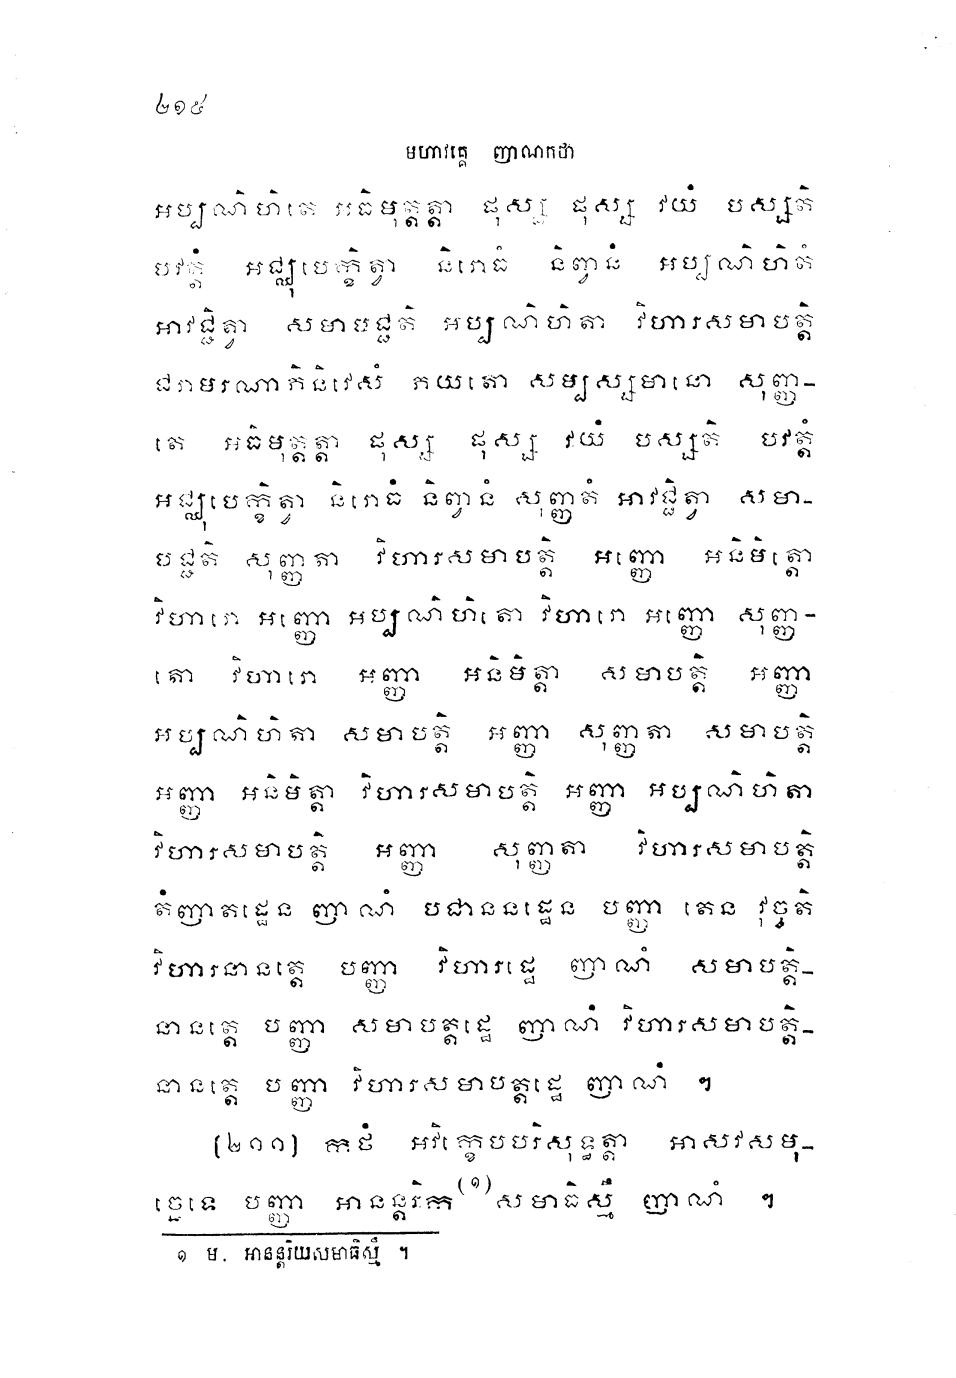 ២១៥
មហាវគ្គេ ញាណកថា
អប្បណិហិតេ អធិមុត្តត្តា ផុស្ស ផុស្ស វយំ បស្សតិ
បវត្តំ អជ្ឈុបេក្ខិត្វា និរោធំ និព្វានំ អប្បណិហិតំ
អាវជ្ជិត្វា សមាបជ្ជតិ អប្បណិហិតា វិហារសមាបត្តិ
ជរាមរណាភិនិវេសំ ភយតោ សម្បស្សមានោ សុញ្ញ-
តេ អធិមុត្តត្តា ផុស្ស ផុស្ស វយំ បស្សតិ បវត្តំ
អជ្ឈុបេក្ខិត្វា និរោធំ និព្វានំ សុញ្ញតំ អាវជ្ជិត្វា សមា-
បជ្ជតិ សុញ្ញតា វិហារសមាបត្តិ អញ្ញោ អនិមិត្តោ
វិហារោ អញ្ញោ អប្បណិហិតោ វិហារោ អញ្ញោ សុញ្ញ-
តោ វិហារោ អញ្ញា អនិមិត្តា សមាបត្តិ អញ្ញា
អប្បណិហិតា សមាបត្តិ អញ្ញា សុញ្ញតា សមាបត្តិ
អញ្ញា អនិមិត្តា វិហារសមាបត្តិ អញ្ញា អប្បណិហិតា
វិហារសមាបត្តិ អញ្ញា សុញ្ញតា វិហារសមាបត្តិ
តំញាតដ្ឋេន ញាណំ បជាននដ្ឋេន បញ្ញា តេន វុច្ចតិ
វិហារនានត្តេ បញ្ញា វិហារដ្ឋេ ញាណំ សមាបត្តិ-
នានត្តេ បញ្ញា សមាបត្តដ្ឋេ ញាណំ វិហារសមាបត្តិ-
នានត្តេ បញ្ញា វិហារសមាបត្តដ្ឋេ ញាណំ ។
(២១១) កថំ អវិក្ខេបបរិសុទ្ធត្តា អាសវសមុ-
ច្ឆេទេ បញ្ញា អានន្តរិក(១)សមាធិស្មឹ ញាណំ ។
១ ម. អានន្តរិយសមាធិស្មឹ ។